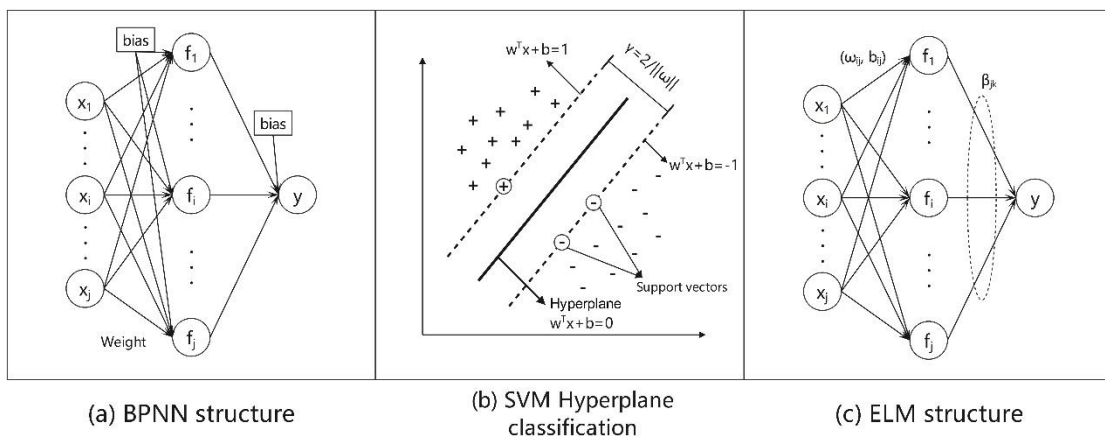 bias
f1
x1
bias
xi
fi
y
xj
Weight
fj
(a) BPNN structure
wᵀx+b=1
γ=2/||ω||
wᵀx+b=-1
Support vectors
Hyperplane
wᵀx+b=0
(b) SVM Hyperplane
classification
(ωij, bij)
f1
βjk
x1
xi
fi
y
xj
fj
(c) ELM structure